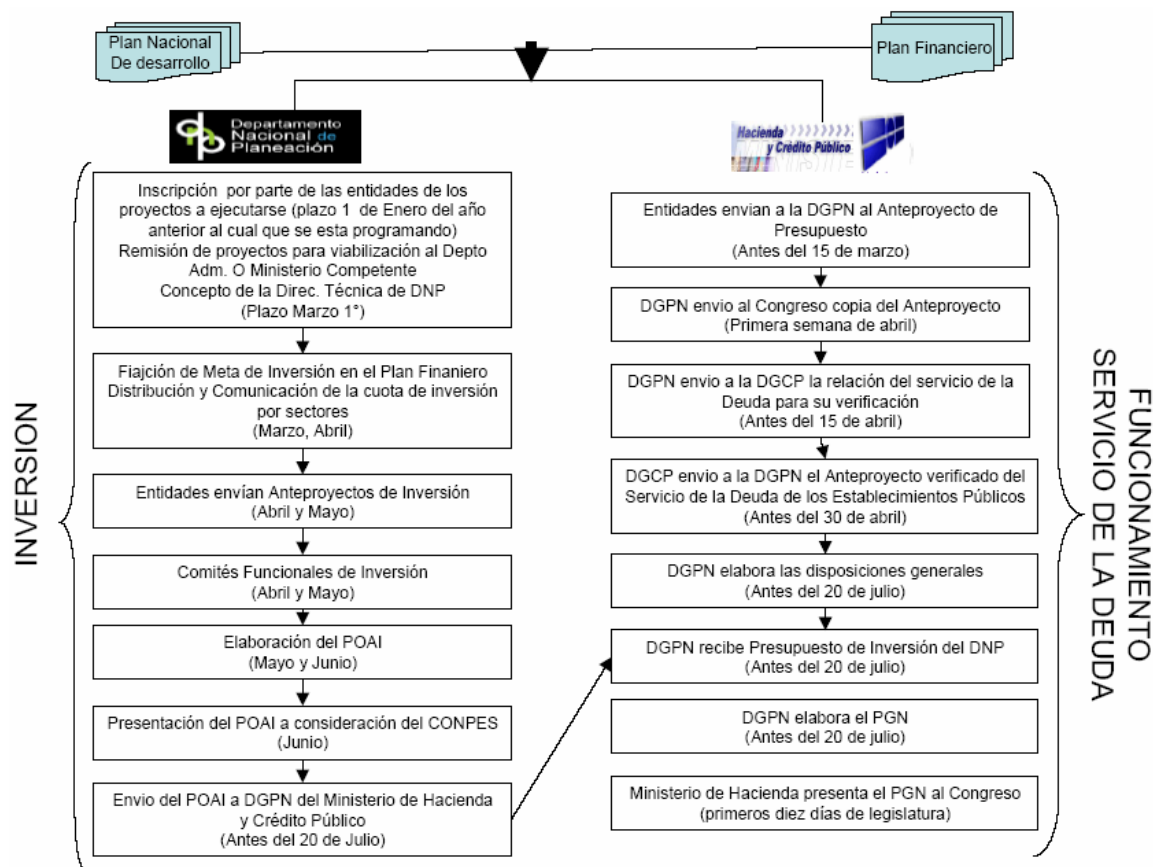 Plan Nacional
De desarrollo
Plan Financiero
dnp
Departamento
Nacional de
Planeación
Hacienda
y Crédito Público
INVERSION
Inscripción por parte de las entidades de los
proyectos a ejecutarse (plazo 1 de Enero del año
anterior al cual que se esta programando)
Remisión de proyectos para viabilización al Depto
Adm. O Ministerio Competente
Concepto de la Direc. Técnica de DNP
(Plazo Marzo 1°)
Fiajción de Meta de Inversión en el Plan Finaniero
Distribución y Comunicación de la cuota de inversión
por sectores
(Marzo, Abril)
Entidades envían Anteproyectos de Inversión
(Abril y Mayo)
Comités Funcionales de Inversión
(Abril y Mayo)
Elaboración del POAI
(Mayo y Junio)
Presentación del POAI a consideración del CONPES
(Junio)
Envio del POAI a DGPN del Ministerio de Hacienda
y Crédito Público
(Antes del 20 de Julio)
Entidades envian a la DGPN al Anteproyecto de
Presupuesto
(Antes del 15 de marzo)
DGPN envio al Congreso copia del Anteproyecto
(Primera semana de abril)
DGPN envio a la DGCP la relación del servicio de la
Deuda para su verificación
(Antes del 15 de abril)
DGCP envio a la DGPN el Anteproyecto verificado del
Servicio de la Deuda de los Establecimientos Públicos
(Antes del 30 de abril)
DGPN elabora las disposiciones generales
(Antes del 20 de julio)
DGPN recibe Presupuesto de Inversión del DNP
(Antes del 20 de julio)
DGPN elabora el PGN
(Antes del 20 de julio)
Ministerio de Hacienda presenta el PGN al Congreso
(primeros diez días de legislatura)
FUNCIONAMIENTO
SERVICIO DE LA DEUDA